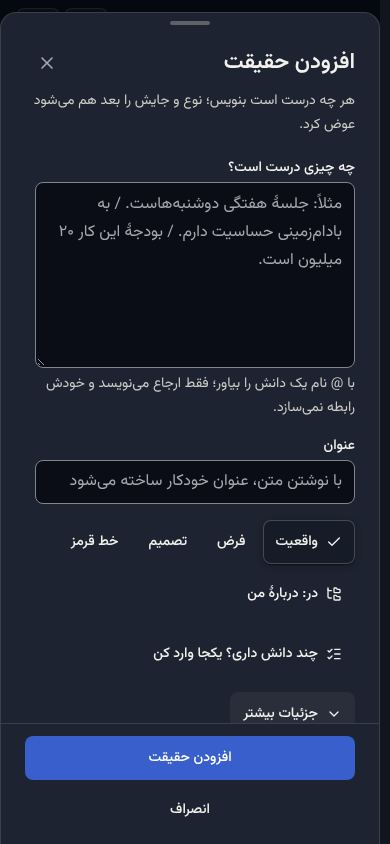 افزودن حقیقت
هر چه درست است بنویس؛ نوع و جایش را بعد هم می‌شود
عوض کرد.
چه چیزی درست است؟
مثلاً: جلسهٔ هفتگی دوشنبه‌هاست. / به
بادام‌زمینی حساسیت دارم. / بودجهٔ این کار ۲۰
میلیون است.
با @ نام یک دانش را بیاور؛ فقط ارجاع می‌نویسد و خودش
رابطه نمی‌سازد.
عنوان
با نوشتن متن، عنوان خودکار ساخته می‌شود
واقعیت فرض تصمیم خط قرمز
در: دربارهٔ من
چند دانش داری؟ یکجا وارد کن
جزئیات بیشتر
افزودن حقیقت
انصراف